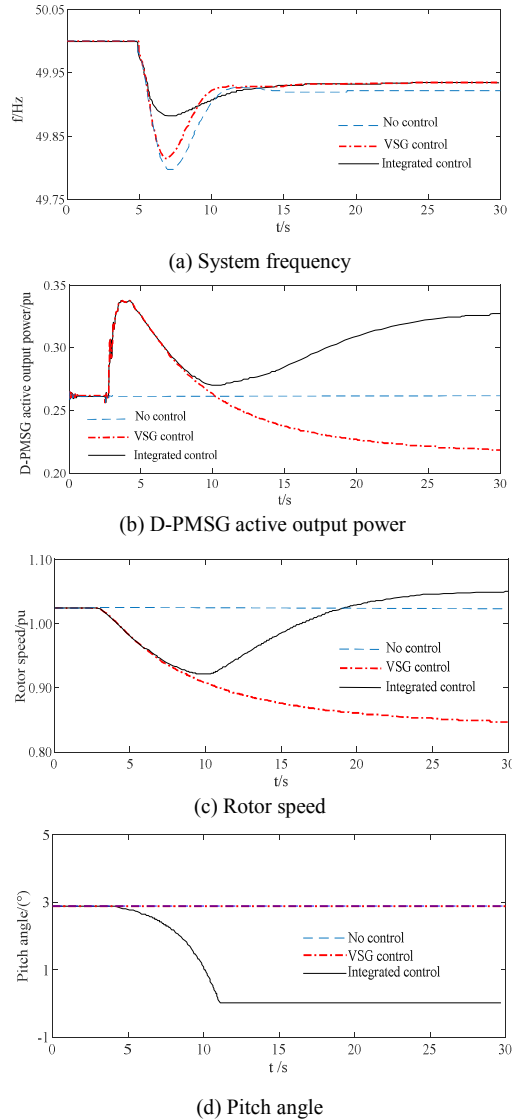 50.05
49.95
49.85
49.75
f/Hz
No control
VSG control
Integrated control
0 5 10 15 20 25 30
t/s
(a) System frequency
0.35
0.30
0.25
0.20
D-PMSG active output power/pu
No control
VSG control
Integrated control
0 5 10 15 20 25 30
t/s
(b) D-PMSG active output power
1.10
1.00
0.90
0.80
Rotor speed/pu
No control
VSG control
Integrated control
0 5 10 15 20 25 30
t/s
(c) Rotor speed
5
3
1
-1
Pitch angle/(°)
No control
VSG control
Integrated control
0 5 10 15 20 25 30
t /s
(d) Pitch angle